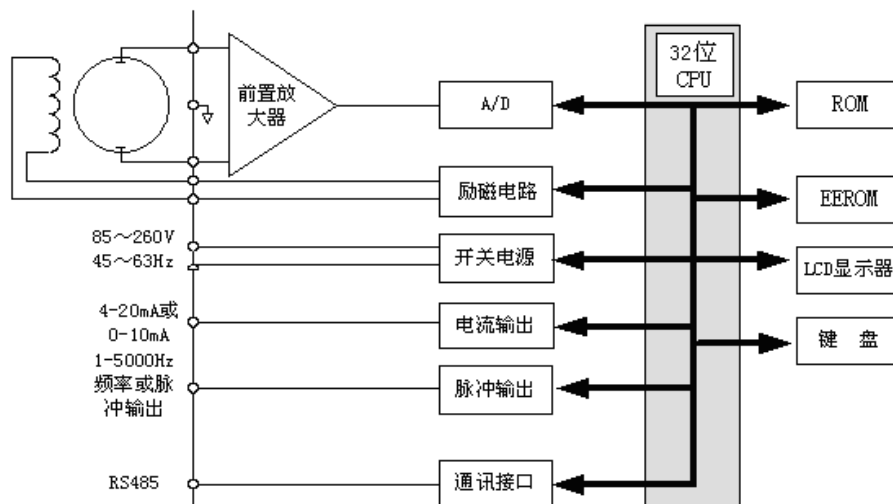 32位
CPU
前置放
大器
A/D
ROM
励磁电路
EEROM
85～260V
45～63Hz
开关电源
LCD显示器
4-20mA或
0-10mA
电流输出
键 盘
1-5000Hz
频率或脉
冲输出
脉冲输出
RS485
通讯接口